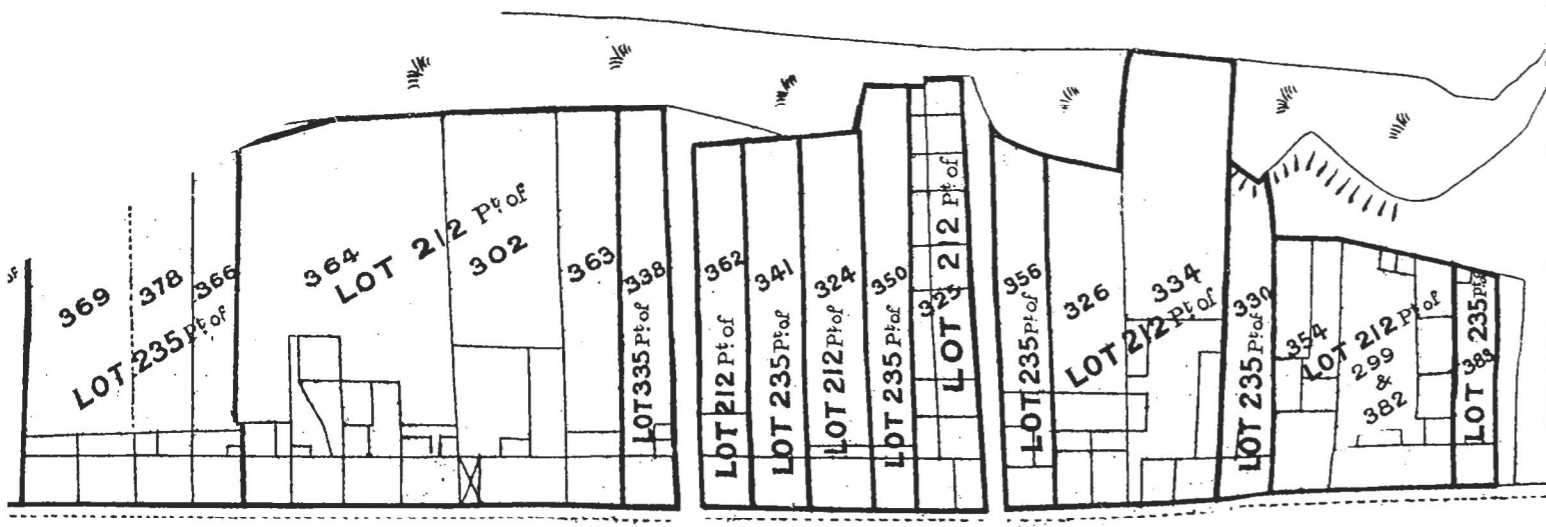 of
369
378
366
LOT 235 Pt. of
364
LOT 212 Pt. of
302
363
338
LOT 335 Pt. of
362
LOT 212 Pt. of
341
LOT 235 Pt. of
324
LOT 212 Pt. of
350
LOT 235 Pt. of
325
LOT 212 Pt. of
356
LOT 235 Pt. of
326
334
LOT 212 Pt. of
330
LOT 235 Pt. of
354
LOT 212 Pt. of
299
&
382
LOT 235 Pt. of
383